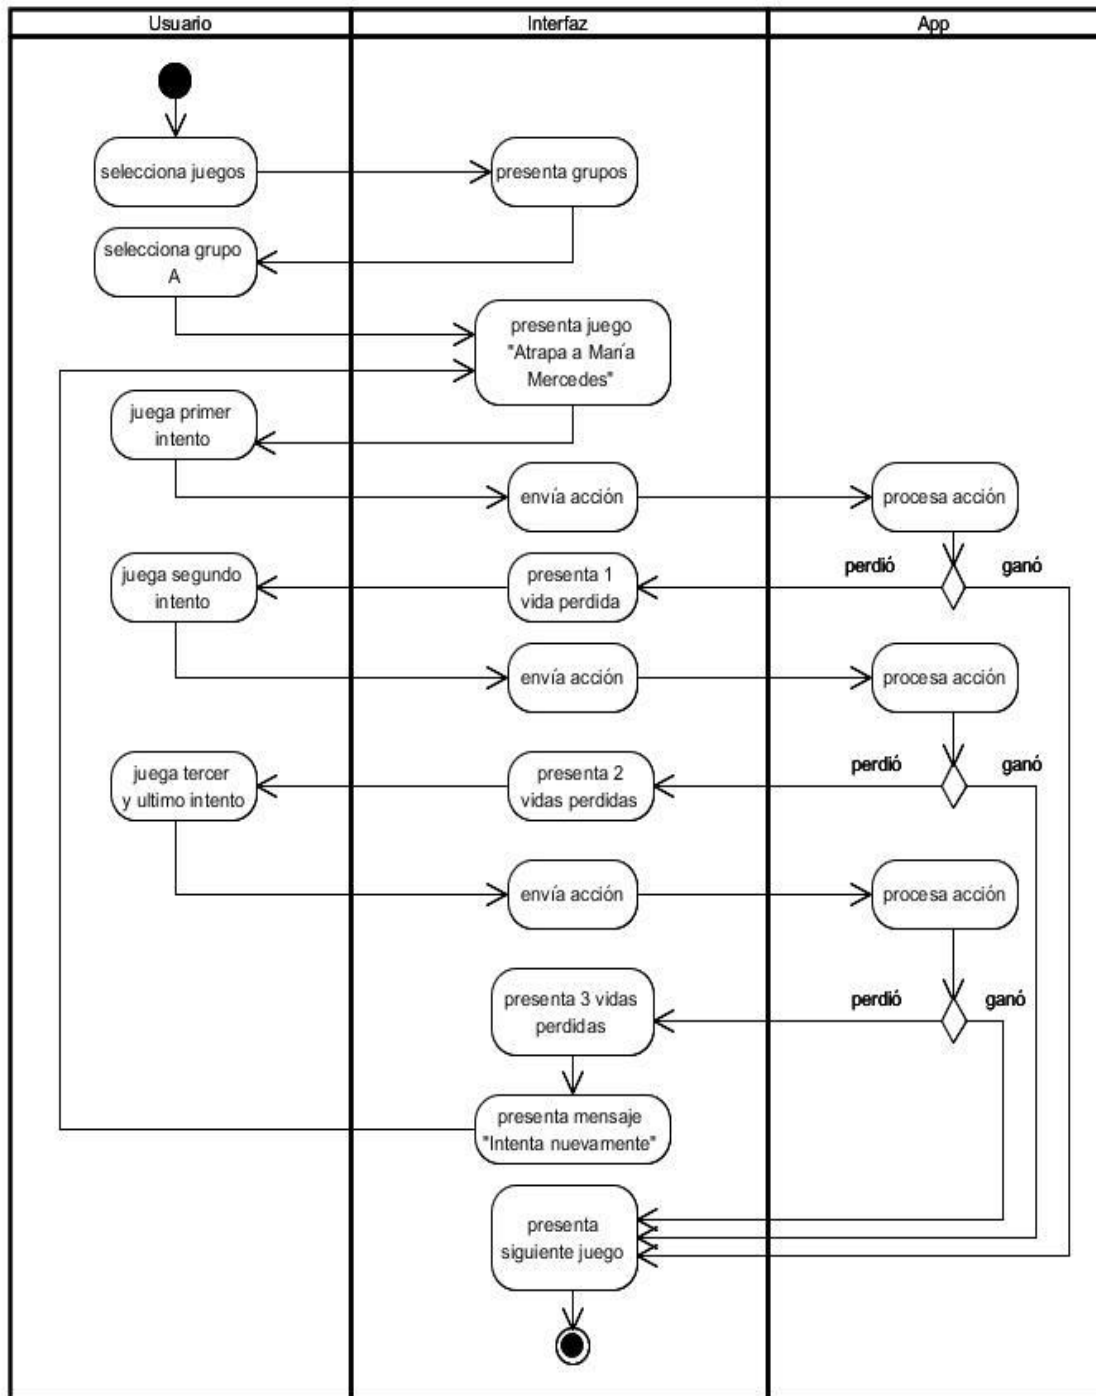 Usuario
Interfaz
App
selecciona juegos
presenta grupos
selecciona grupo
A
presenta juego
"Atrapa a María
Mercedes"
juega primer
intento
envía acción
procesa acción
perdió
ganó
juega segundo
intento
presenta 1
vida perdida
envía acción
procesa acción
perdió
ganó
juega tercer
y ultimo intento
presenta 2
vidas perdidas
envía acción
procesa acción
perdió
ganó
presenta 3 vidas
perdidas
presenta mensaje
"Intenta nuevamente"
presenta
siguiente juego